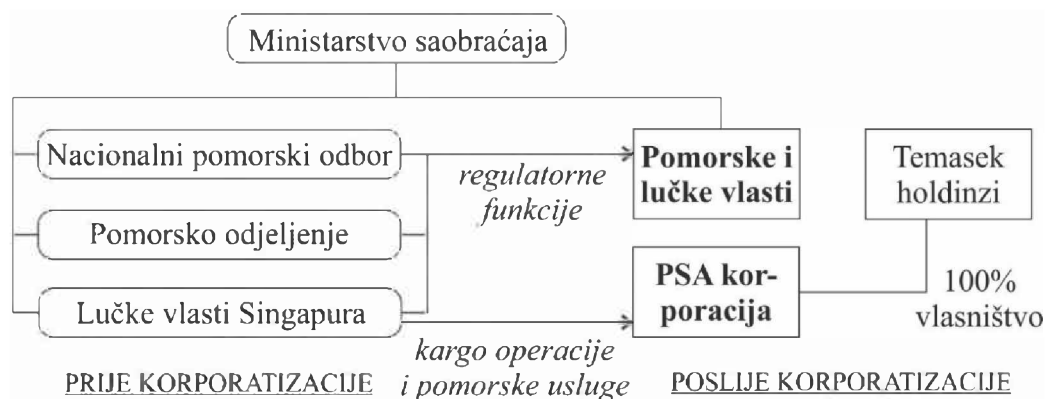 Ministarstvo saobraćaja
Nacionalni pomorski odbor
Pomorsko odjeljenje
Lučke vlasti Singapura
regulatorne
funkcije
kargo operacije
i pomorske usluge
Pomorske i
lučke vlasti
PSA kor-
poracija
Temasek
holdinzi
100%
vlasništvo
PRIJE KORPORATIZACIJE
POSLIJE KORPORATIZACIJE